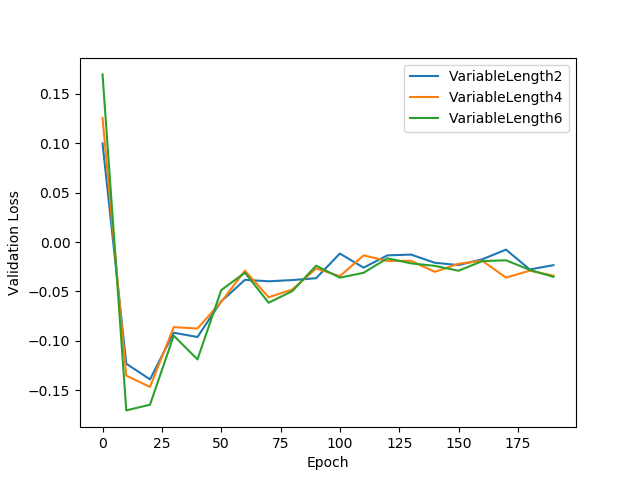 VariableLength2
VariableLength4
VariableLength6
0.15
0.10
0.05
0.00
−0.05
−0.10
−0.15
Validation Loss
0 25 50 75 100 125 150 175
Epoch